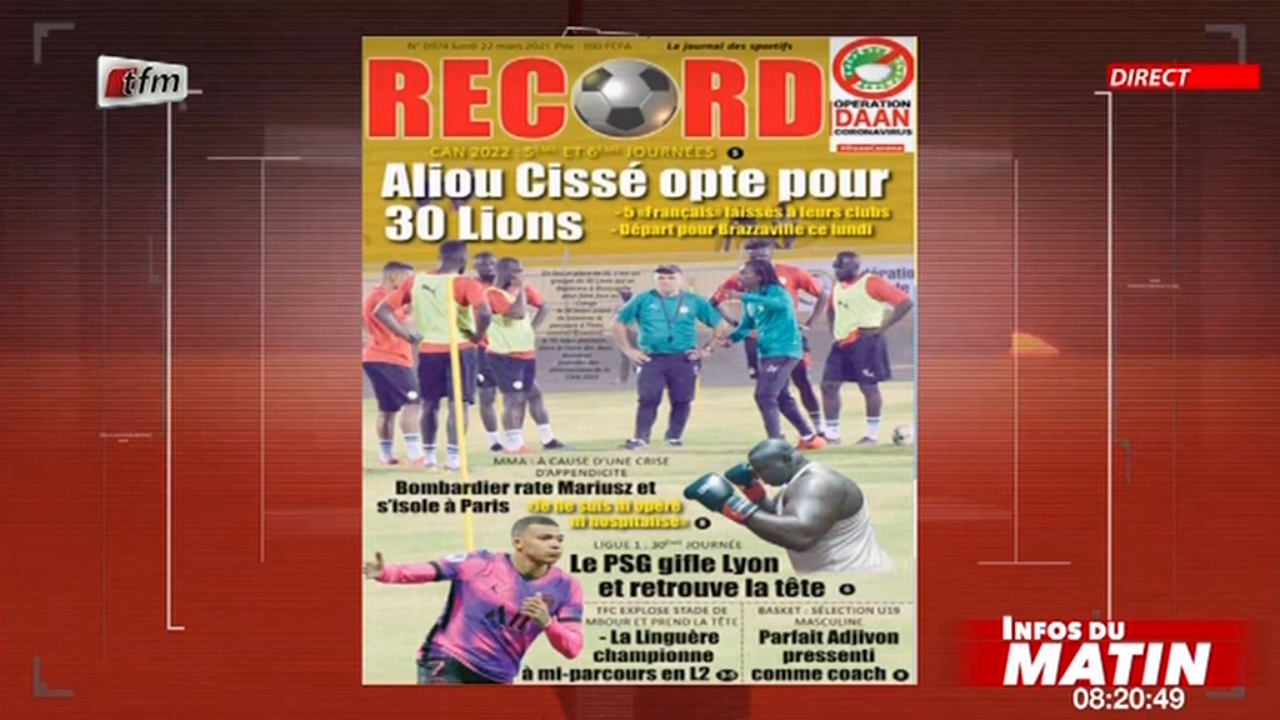 tfm
DIRECT
N° 0974 lundi 22 mars 2021 Prix : 100 FCFA
Le journal des sportifs
RECORD
OPERATION
DAAN
CORONAVIRUS
CAN 2022 : 5ÈME ET 6ÈME JOURNÉES
Aliou Cissé opte pour
30 Lions
- 5 «Français» laissés à leurs clubs
- Départ pour Brazzaville ce lundi
MMA : A CAUSE D'UNE CRISE
D'APPENDICITE
Bombardier rate Mariusz et
s'isole à Paris
«Je ne suis ni opéré
ni hospitalisé»
LIGUE 1 : 30ÈME JOURNÉE
Le PSG gifle Lyon
et retrouve la tête
TFC EXPLOSE STADE DE
MBOUR ET PREND LA TÊTE
- La Linguère
championne
à mi-parcours en L2
BASKET : SÉLECTION U19
MASCULINE
Parfait Adjivon
pressenti
comme coach
INFOS DU
MATIN
08:20:49